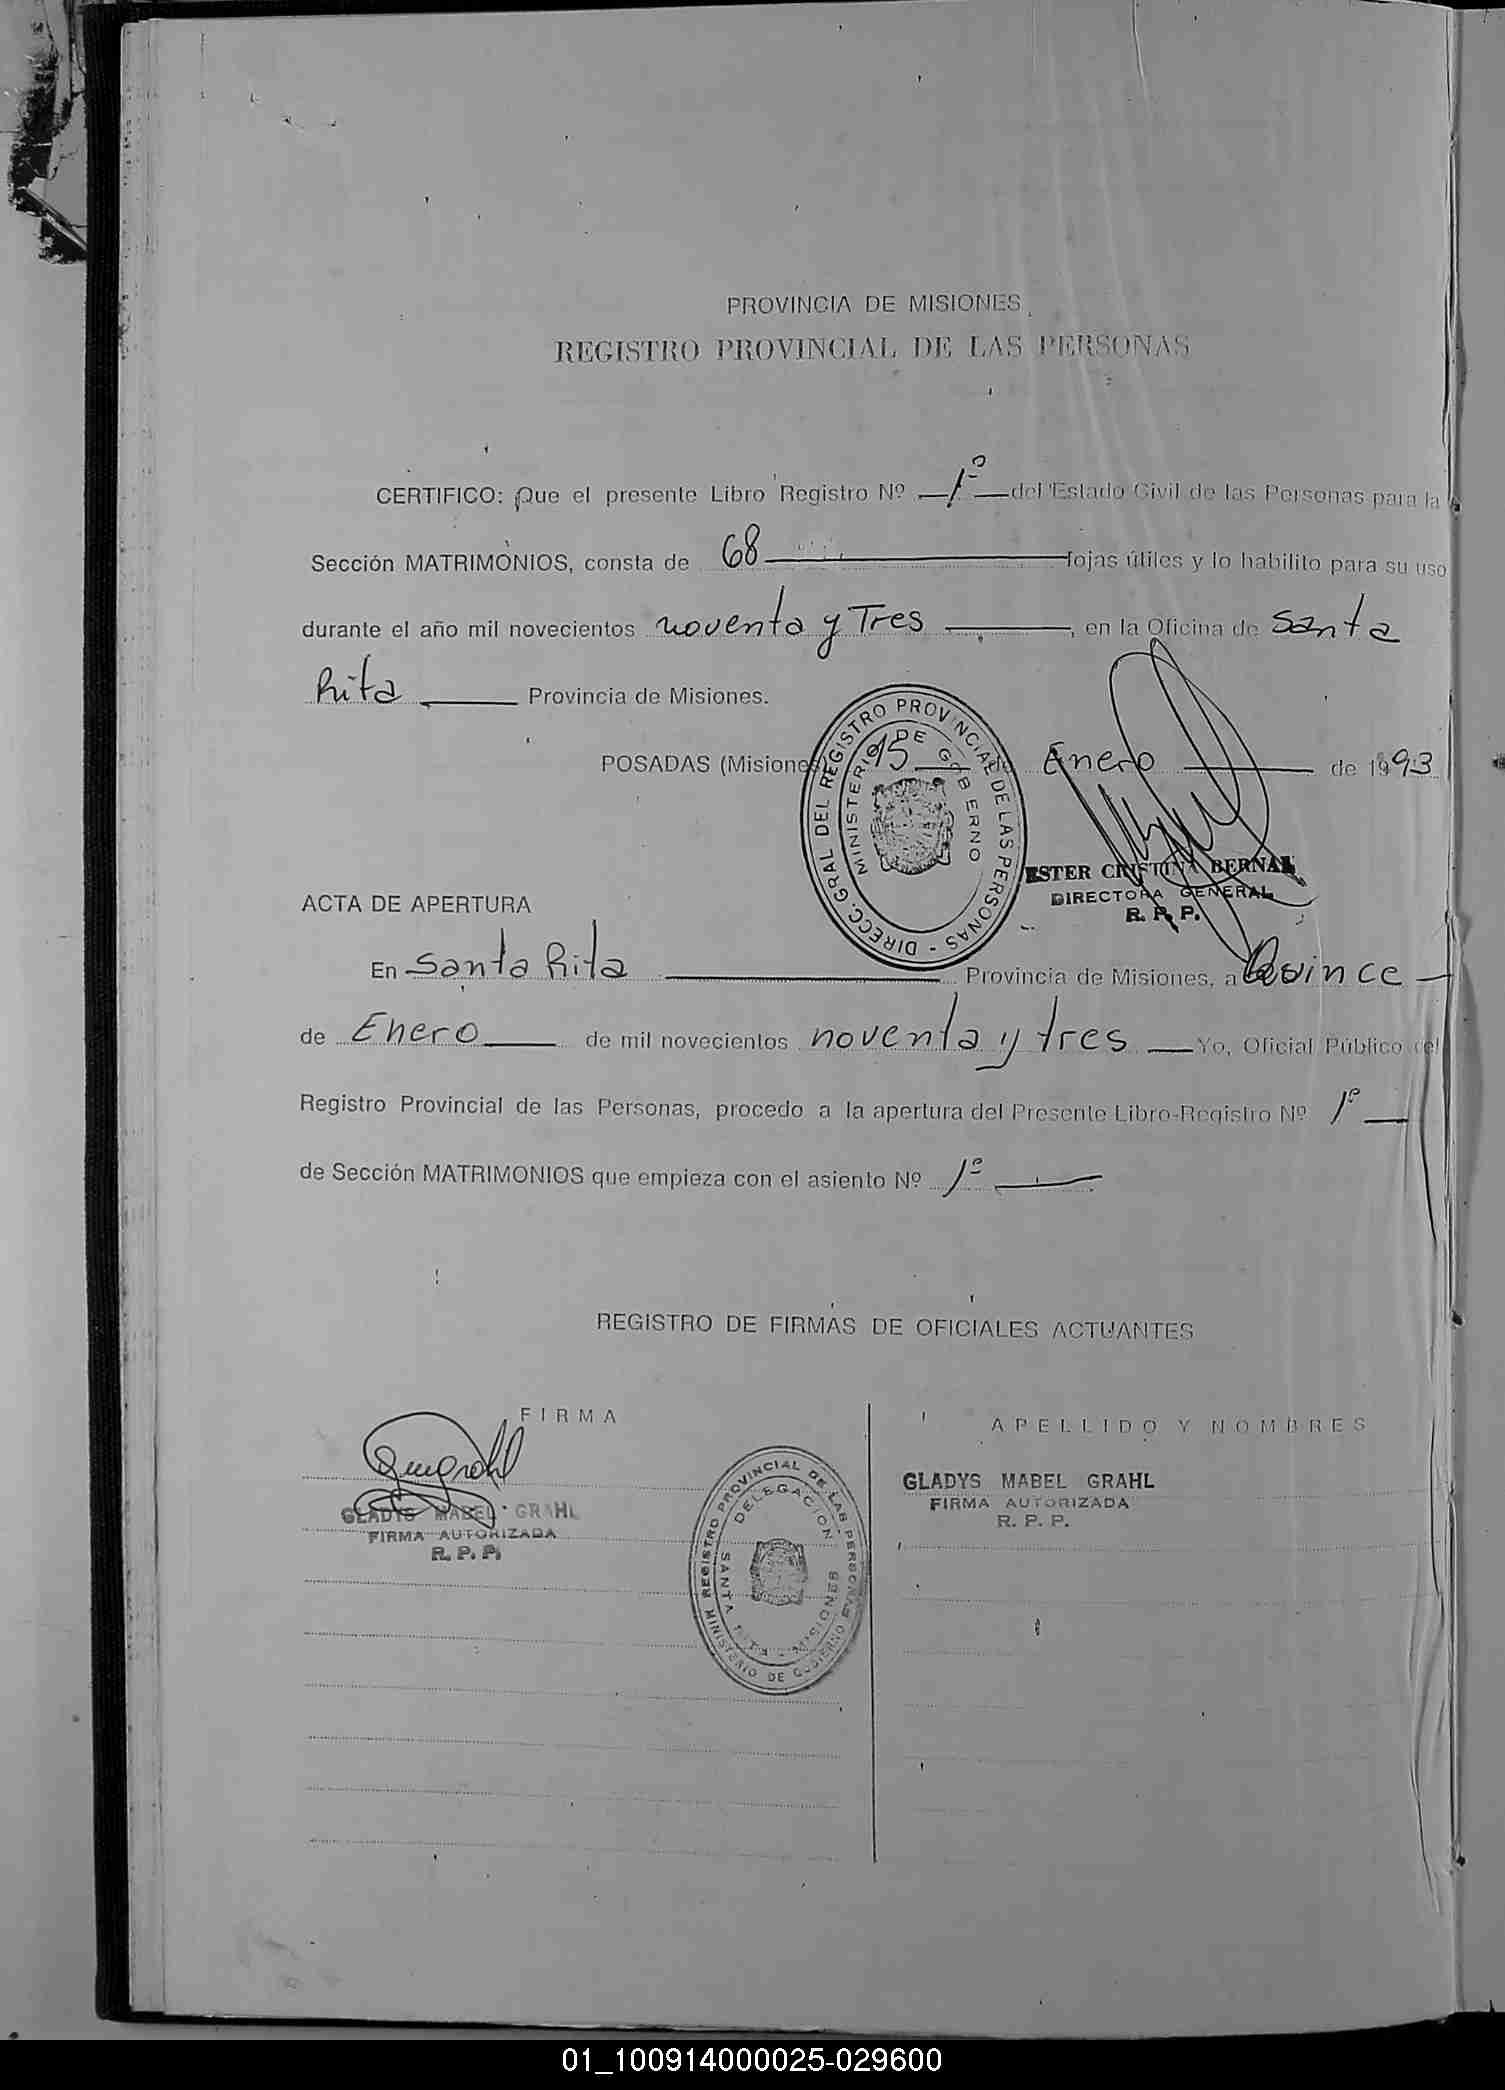 PROVINCIA DE MISIONES
REGISTRO PROVINCIAL DE LAS PERSONAS
CERTIFICO: Que el presente Libro Registro Nº 1º del Estado Civil de las Personas para la
Sección MATRIMONIOS, consta de 68 fojas útiles y lo habilito para su uso
durante el año mil novecientos noventa y Tres, en la Oficina de Santa
Rita Provincia de Misiones.
POSADAS (Misiones) 15 de Enero de 1993
DIRECC. GRAL DEL REGISTRO PROVINCIAL DE LAS PERSONAS -
MINISTERIO DE GOBIERNO
ESTER CRISTINA BERNAL
DIRECTORA GENERAL
R. P. P.
ACTA DE APERTURA
En Santa Rita Provincia de Misiones, a Quince
de Enero de mil novecientos noventa y tres Yo, Oficial Público del
Registro Provincial de las Personas, procedo a la apertura del Presente Libro-Registro Nº 1º
de Sección MATRIMONIOS que empieza con el asiento Nº 1º
REGISTRO DE FIRMAS DE OFICIALES ACTUANTES
FIRMA
APELLIDO Y NOMBRES
GLADYS MABEL GRAHL
FIRMA AUTORIZADA
R. P. P.
REGISTRO PROVINCIAL DE LAS PERSONAS
MINISTERIO DE GOBIERNO
DELEGACION
SANTA RITA - MISIONES
GLADYS MABEL GRAHL
FIRMA AUTORIZADA
R. P. P.
01_100914000025-029600